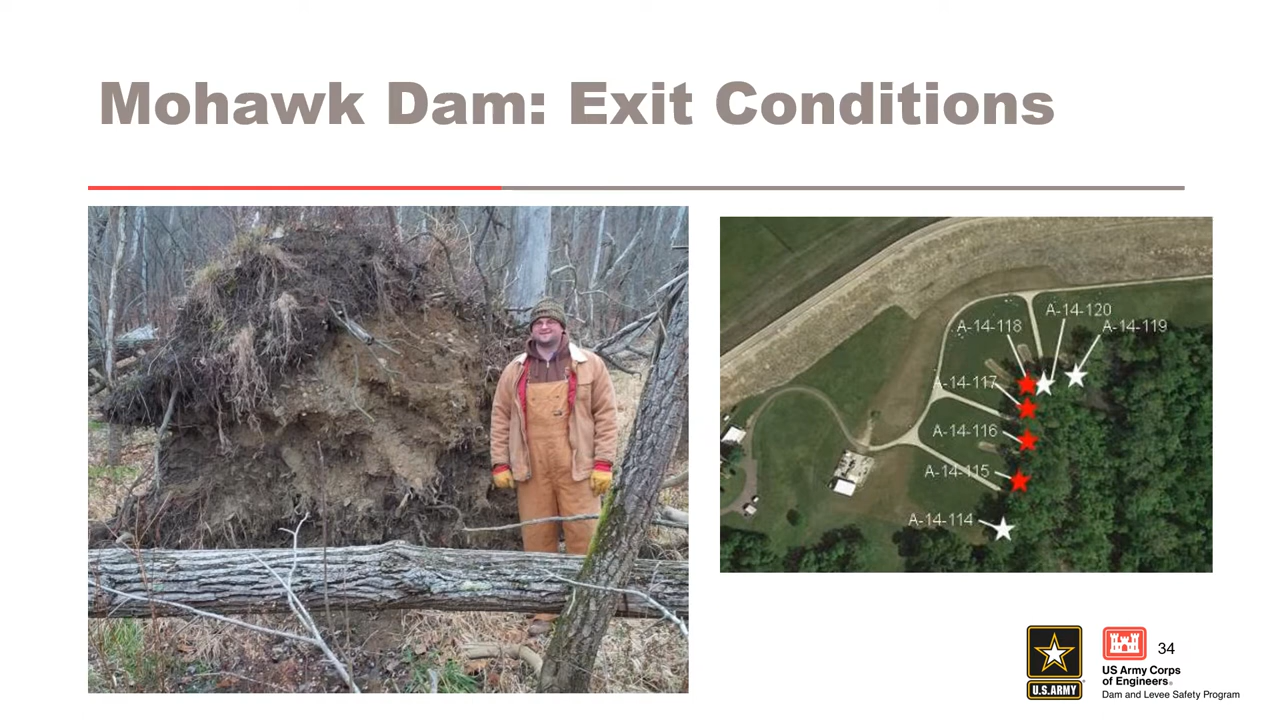 Mohawk Dam: Exit Conditions
A-14-120
A-14-118
A-14-119
A-14-117
A-14-116
A-14-115
A-14-114
34
US Army Corps
of Engineers®
Dam and Levee Safety Program
U.S.ARMY